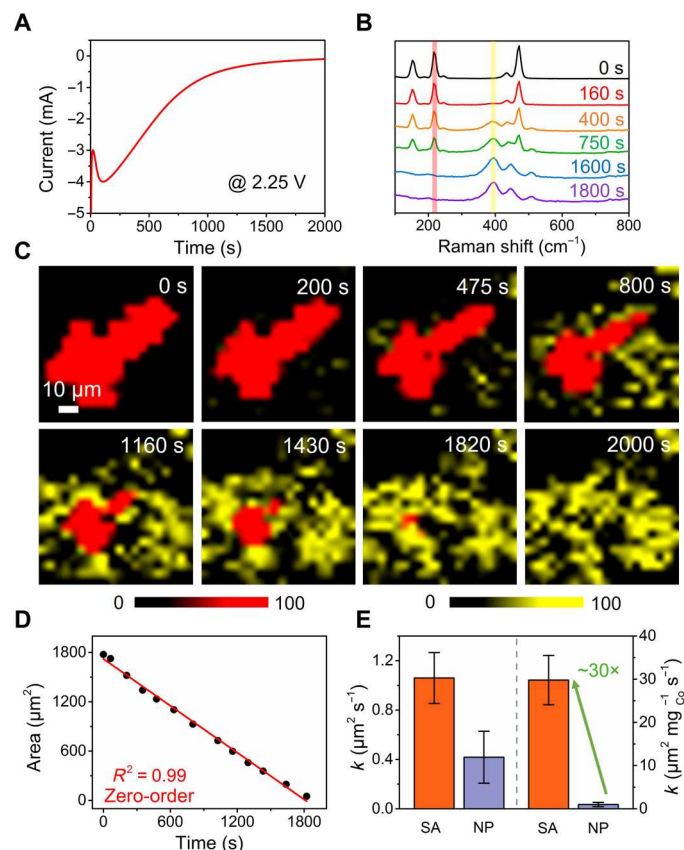 A
0
−1
−2
−3
−4
−5
Current (mA)
@ 2.25 V
0 500 1000 1500 2000
Time (s)
B
0 s
160 s
400 s
750 s
1600 s
1800 s
200 400 600 800
Raman shift (cm⁻¹)
C
0 s
200 s
475 s
800 s
10 µm
1160 s
1430 s
1820 s
2000 s
0 100
0 100
D
1800
1200
600
0
Area (µm²)
R² = 0.99
Zero-order
0 600 1200 1800
Time (s)
E
1.2
0.8
0.4
0.0
k (µm² s⁻¹)
~30×
40
30
20
10
0
k (µm² mg⁻¹Co s⁻¹)
SA NP SA NP